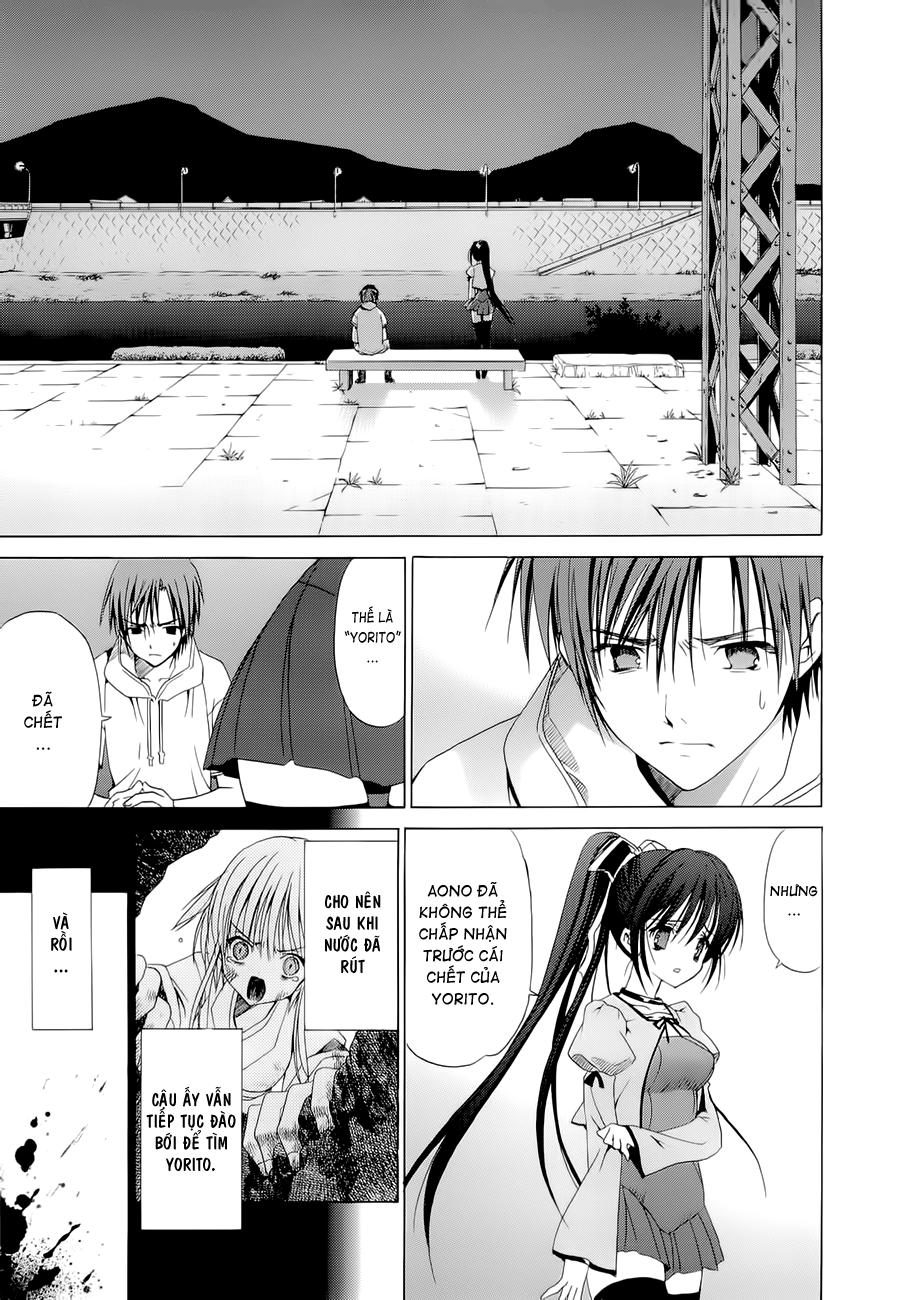 THẾ LÀ
"YORITO"
...
ĐÃ
CHẾT
...
NHƯNG
...
AONO ĐÃ
KHÔNG THỂ
CHẤP NHẬN
TRƯỚC CÁI
CHẾT CỦA
YORITO.
CHO NÊN
SAU KHI
NƯỚC ĐÃ
RÚT
CÂU ẤY VẪN
TIẾP TỤC ĐÀO
BỚI ĐỂ TÌM
YORITO.
VÀ
RỒI
...